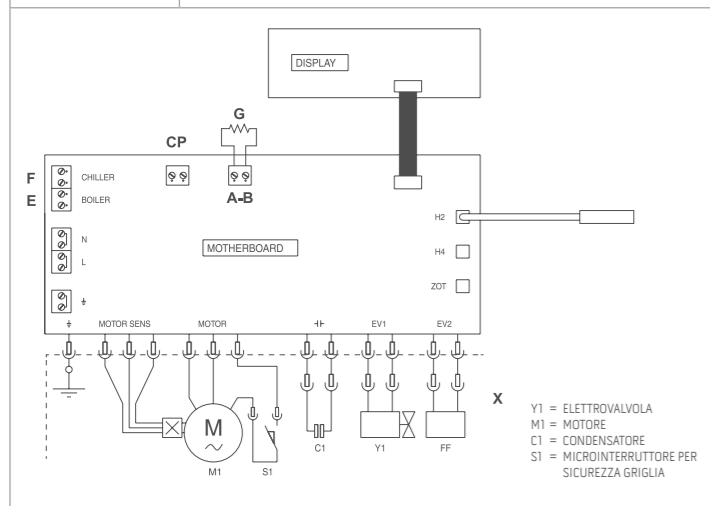 DISPLAY
G
CP
F CHILLER
E BOILER
A-B
N
L
MOTHERBOARD
H2
H4
ZOT
MOTOR SENS MOTOR EV1 EV2
X
M
M1 S1 C1 Y1 FF
Y1 = ELETTROVALVOLA
M1 = MOTORE
C1 = CONDENSATORE
S1 = MICROINTERRUTTORE PER
SICUREZZA GRIGLIA